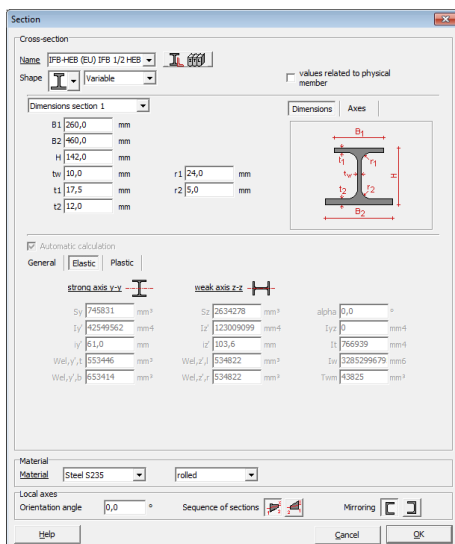 Section
Cross-section
Name IFB-HEB (EU) IFB 1/2 HEB
Shape Variable
values related to physical member
Dimensions section 1
Dimensions Axes
B1 260,0 mm
B2 460,0 mm
H 142,0 mm
tw 10,0 mm r1 24,0 mm
t1 17,5 mm r2 5,0 mm
t2 12,0 mm
B1
t1 r1
tw H
t2 r2
B2
Automatic calculation
General Elastic Plastic
strong axis y-y weak axis z-z
Sy 745831 mm³ Sz 2634278 mm³ alpha 0,0 °
Iy' 42549562 mm4 Iz' 123009099 mm4 Iyz 0 mm4
iy' 61,0 mm iz' 103,6 mm It 766939 mm4
Wel,y',t 553446 mm³ Wel,z',l 534822 mm³ Iw 3285299679 mm6
Wel,y',b 653414 mm³ Wel,z',r 534822 mm³ Twm 43825 mm³
Material
Material Steel S235 rolled
Local axes
Orientation angle 0,0 ° Sequence of sections Mirroring
Help Cancel OK